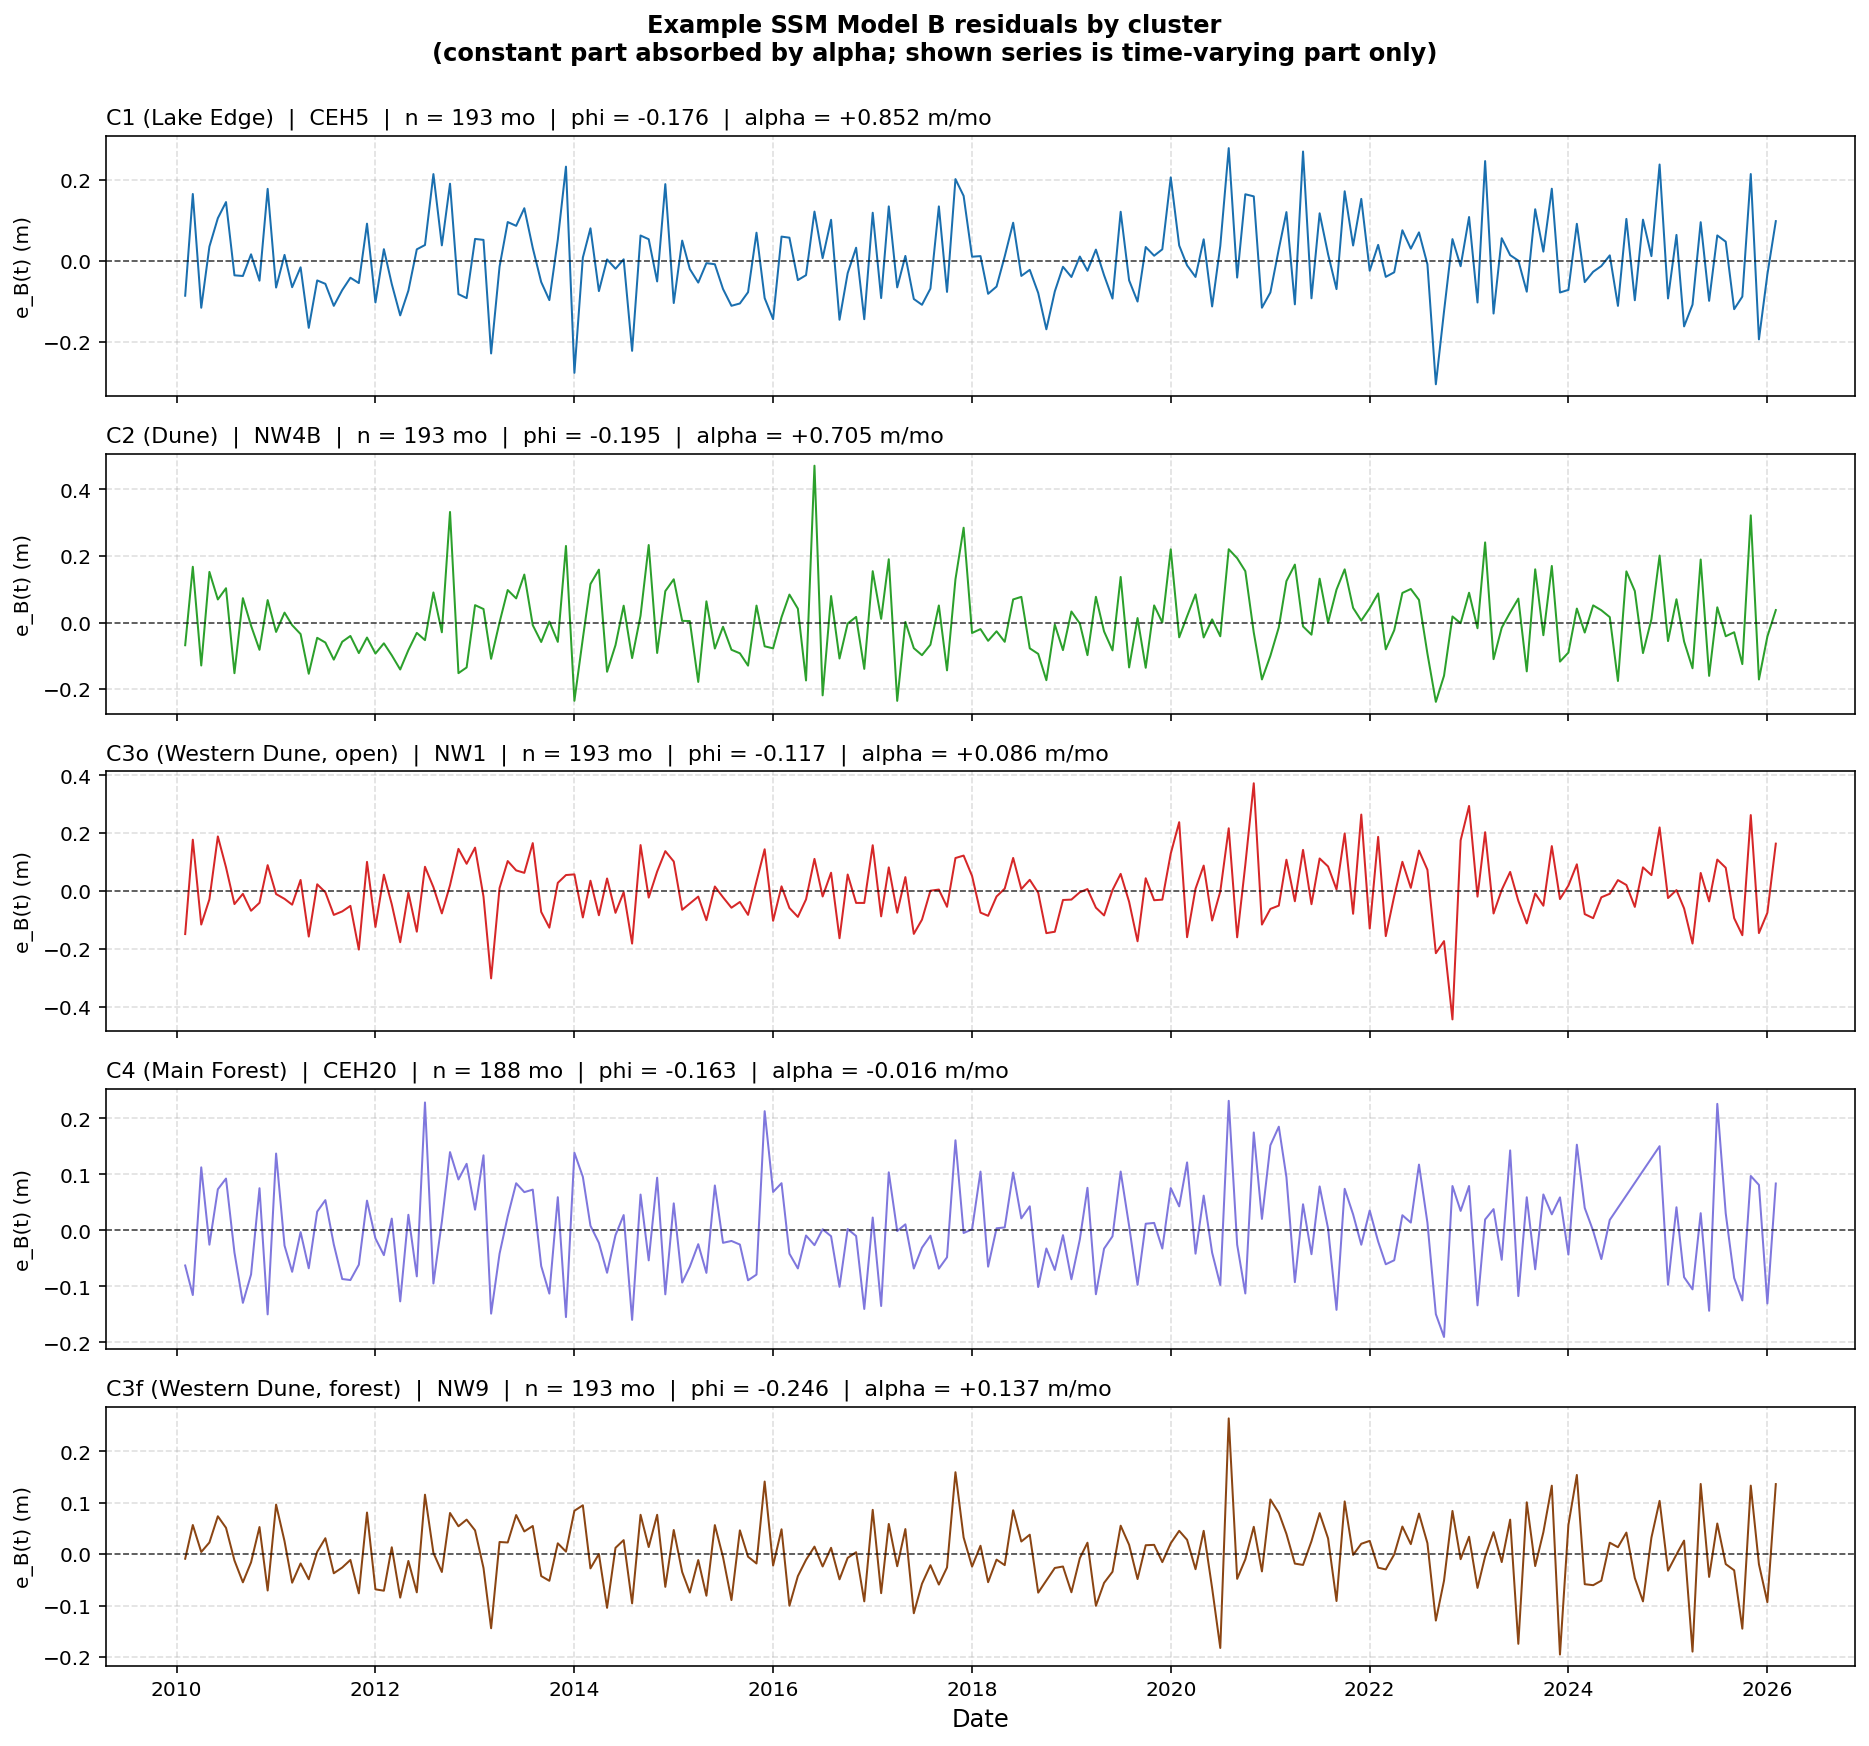 Example SSM Model B residuals by cluster
(constant part absorbed by alpha; shown series is time-varying part only)
C1 (Lake Edge) | CEH5 | n = 193 mo | phi = -0.176 | alpha = +0.852 m/mo
e_B(t) (m)
0.2
0.0
−0.2
C2 (Dune) | NW4B | n = 193 mo | phi = -0.195 | alpha = +0.705 m/mo
e_B(t) (m)
0.4
0.2
0.0
−0.2
C3o (Western Dune, open) | NW1 | n = 193 mo | phi = -0.117 | alpha = +0.086 m/mo
e_B(t) (m)
0.4
0.2
0.0
−0.2
−0.4
C4 (Main Forest) | CEH20 | n = 188 mo | phi = -0.163 | alpha = -0.016 m/mo
e_B(t) (m)
0.2
0.1
0.0
−0.1
−0.2
C3f (Western Dune, forest) | NW9 | n = 193 mo | phi = -0.246 | alpha = +0.137 m/mo
e_B(t) (m)
0.2
0.1
0.0
−0.1
−0.2
2010 2012 2014 2016 2018 2020 2022 2024 2026
Date